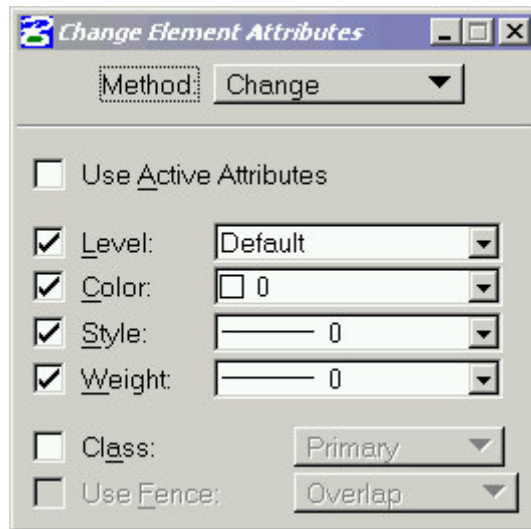 Change Element Attributes
Method: Change
Use Active Attributes
Level: Default
Color: 0
Style: 0
Weight: 0
Class: Primary
Use Fence: Overlap